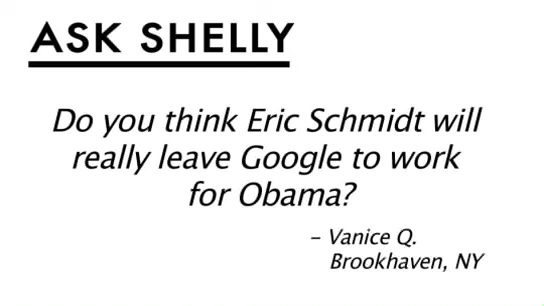 ASK SHELLY
Do you think Eric Schmidt will
really leave Google to work
for Obama?
– Vanice Q.
Brookhaven, NY